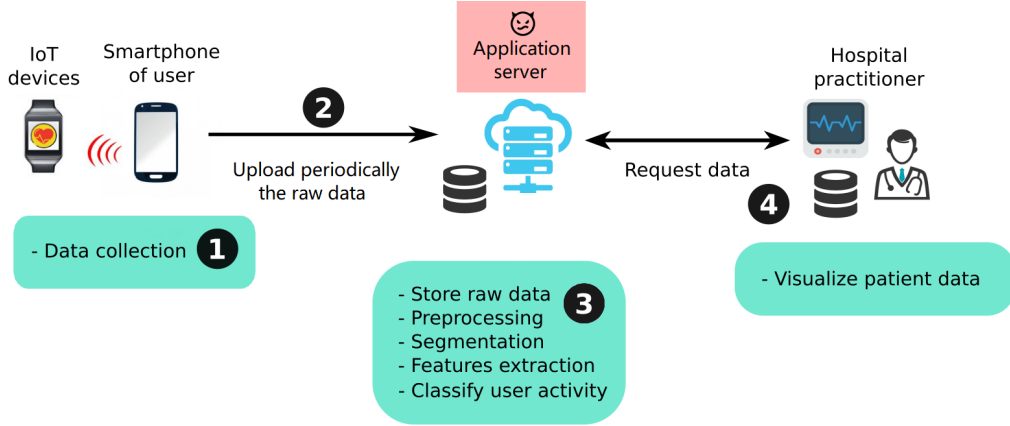 IoT
devices
Smartphone
of user
Application
server
Hospital
practitioner
2
Upload periodically
the raw data
Request data
4
- Data collection 1
- Store raw data
- Preprocessing
- Segmentation
- Features extraction
- Classify user activity
3
- Visualize patient data